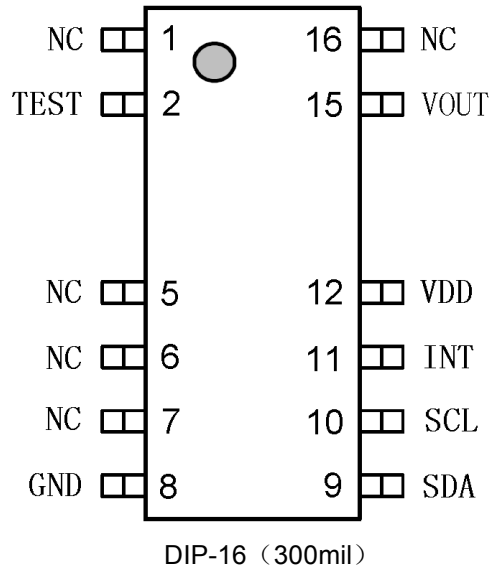 NC 1 16 NC
TEST 2 15 VOUT
NC 5 12 VDD
NC 6 11 INT
NC 7 10 SCL
GND 8 9 SDA
DIP-16（300mil）